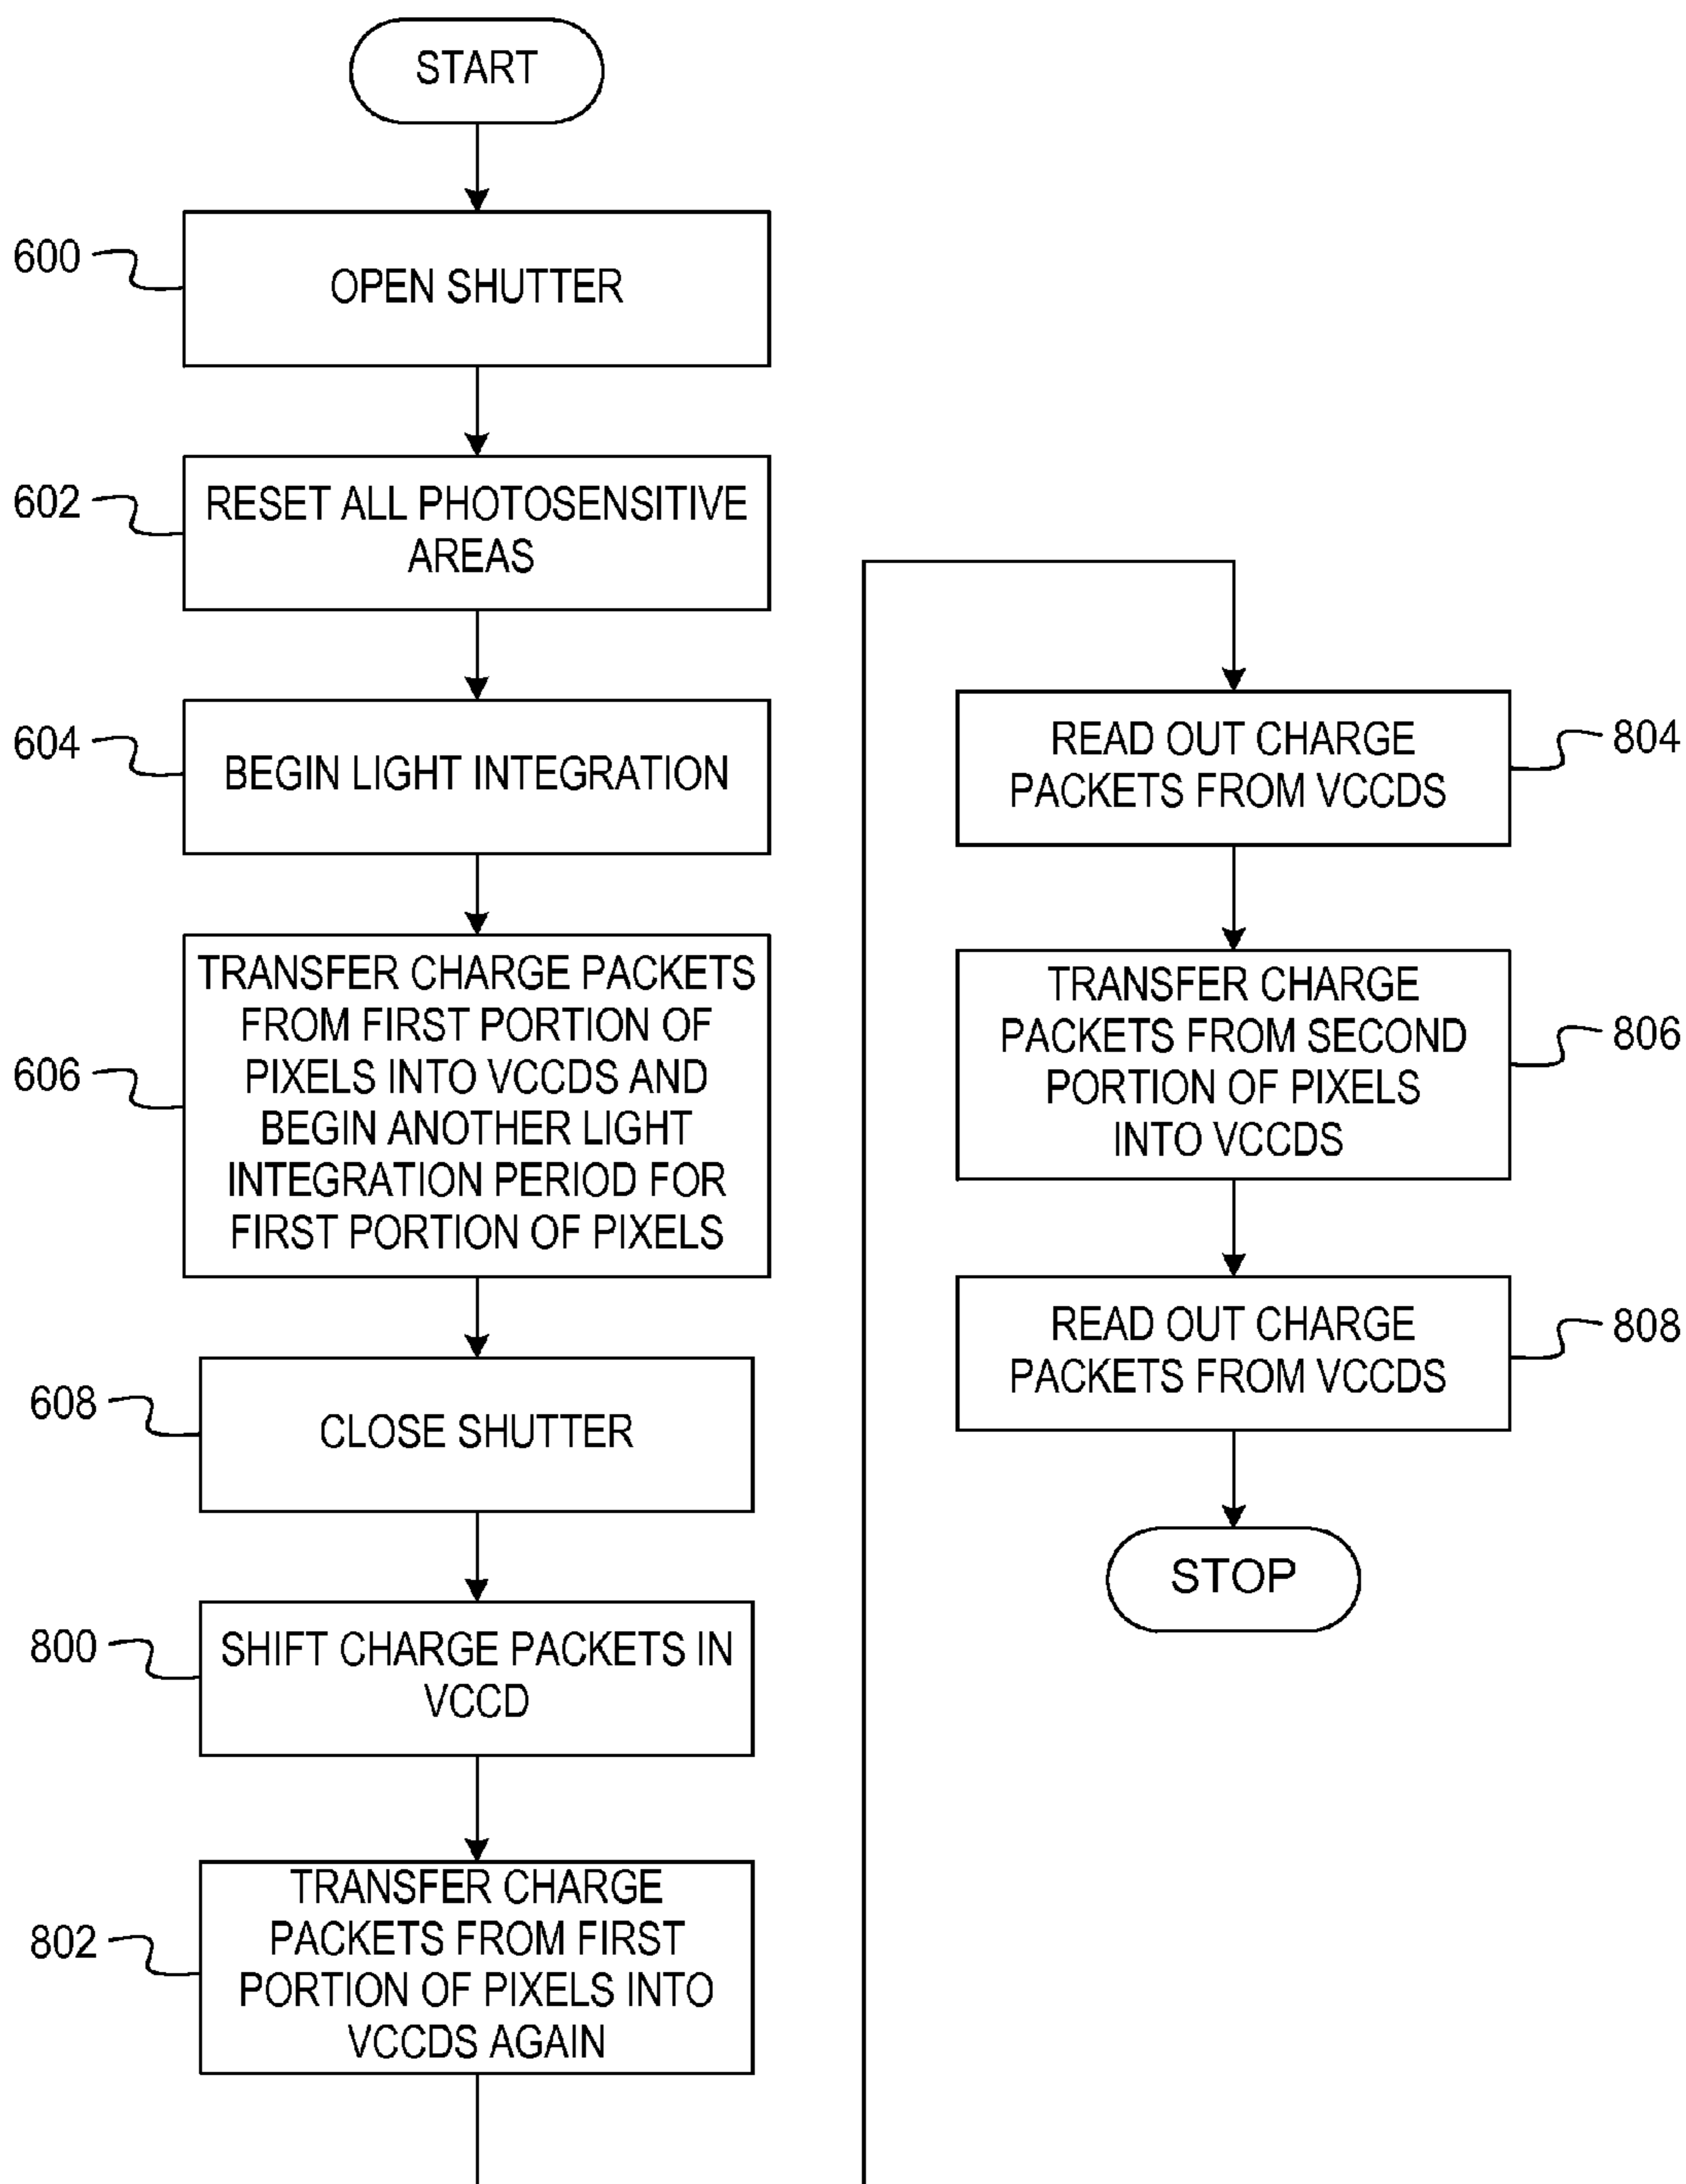 START
600
OPEN SHUTTER
602
RESET ALL PHOTOSENSITIVE
AREAS
604
BEGIN LIGHT INTEGRATION
606
TRANSFER CHARGE PACKETS
FROM FIRST PORTION OF
PIXELS INTO VCCDS AND
BEGIN ANOTHER LIGHT
INTEGRATION PERIOD FOR
FIRST PORTION OF PIXELS
608
CLOSE SHUTTER
800
SHIFT CHARGE PACKETS IN
VCCD
802
TRANSFER CHARGE
PACKETS FROM FIRST
PORTION OF PIXELS INTO
VCCDS AGAIN
READ OUT CHARGE
PACKETS FROM VCCDS
804
TRANSFER CHARGE
PACKETS FROM SECOND
PORTION OF PIXELS
INTO VCCDS
806
READ OUT CHARGE
PACKETS FROM VCCDS
808
STOP